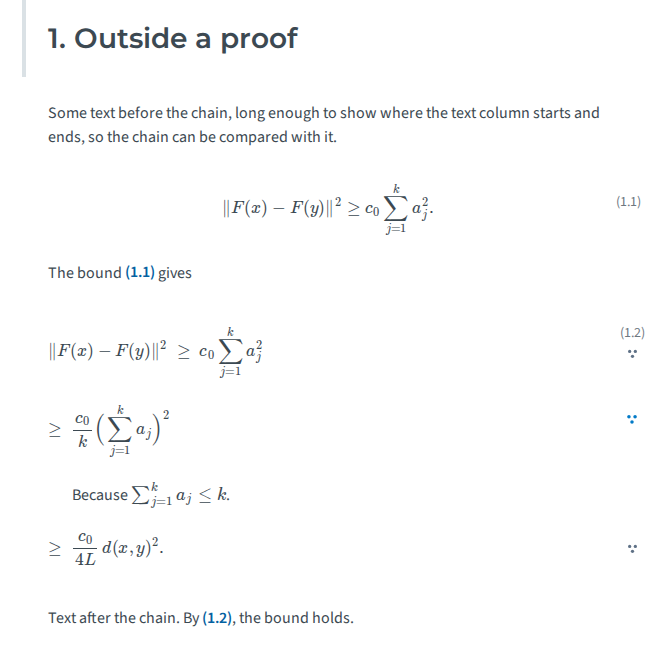 1. Outside a proof
Some text before the chain, long enough to show where the text column starts and
ends, so the chain can be compared with it.
‖F(x) − F(y)‖² ≥ c₀ ∑_{j=1}^{k} a_j². (1.1)
The bound (1.1) gives
‖F(x) − F(y)‖² ≥ c₀ ∑_{j=1}^{k} a_j² (1.2)
∵
≥ c₀/k (∑_{j=1}^{k} a_j)² ∵
Because ∑_{j=1}^{k} a_j ≤ k.
≥ c₀/4L d(x, y)². ∵
Text after the chain. By (1.2), the bound holds.